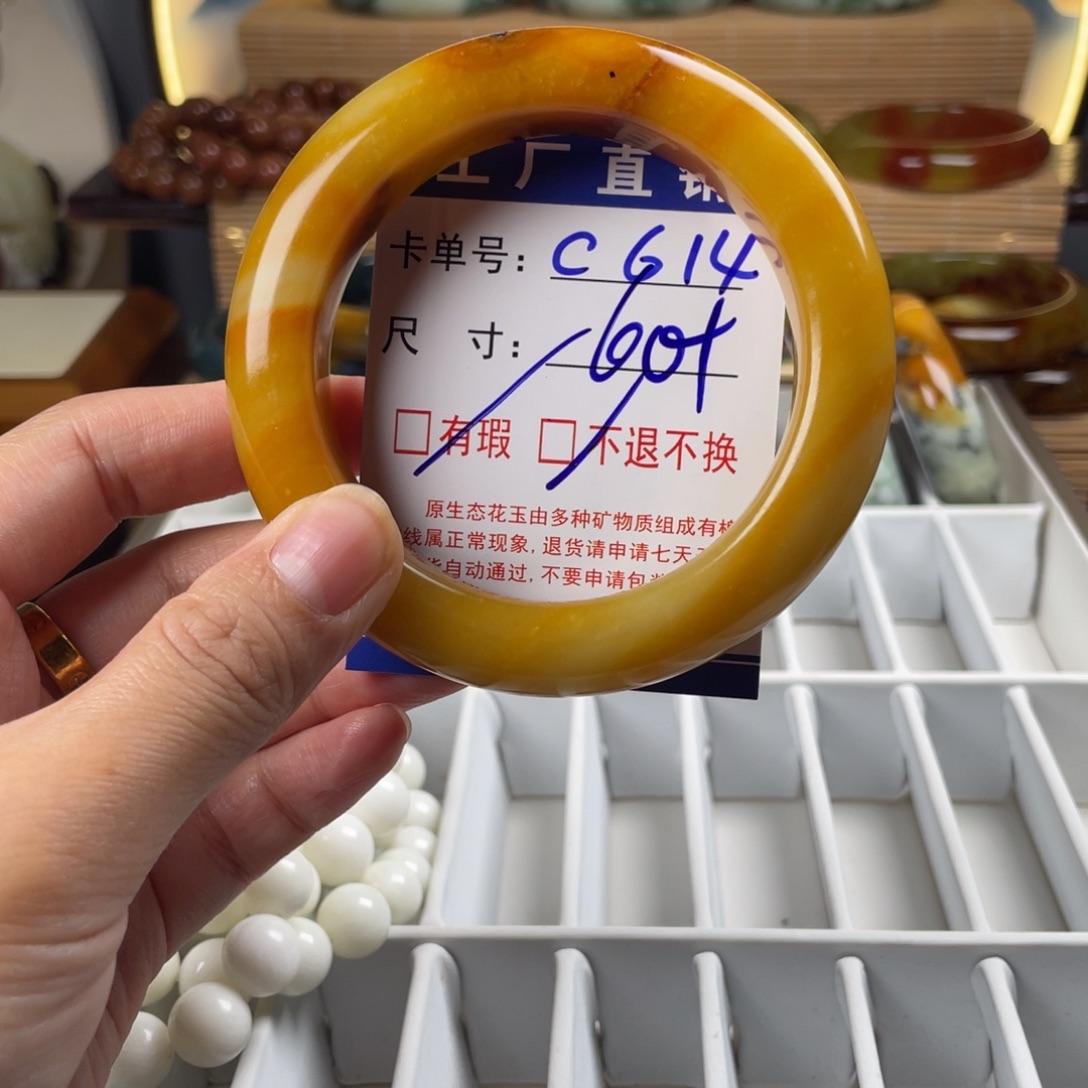 工厂直销
卡单号：C614
尺 寸：60+
□有瑕 □不退不换
原生态花玉由多种矿物质组成有棉
线属正常现象，退货请申请七天
自动通过，不要申请包